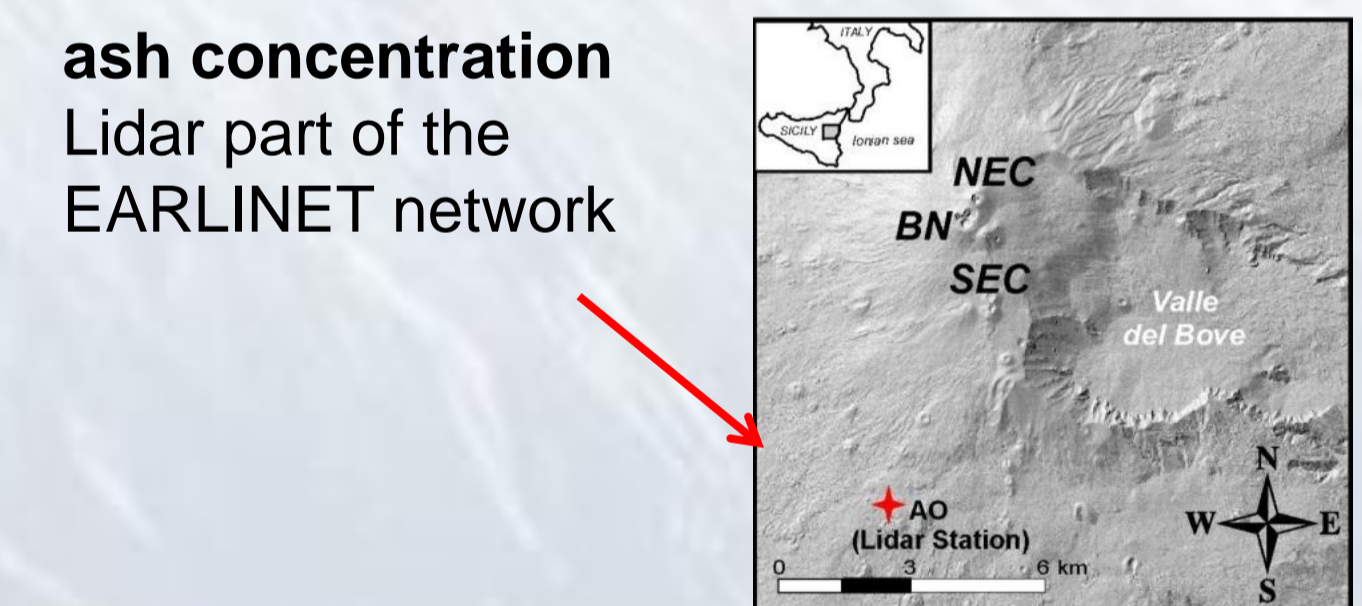 ash concentration
Lidar part of the
EARLINET network
ITALY
SICILY
Ionian sea
NEC
BN
SEC
Valle
del Bove
AO
(Lidar Station)
0 3 6 km
N
W E
S